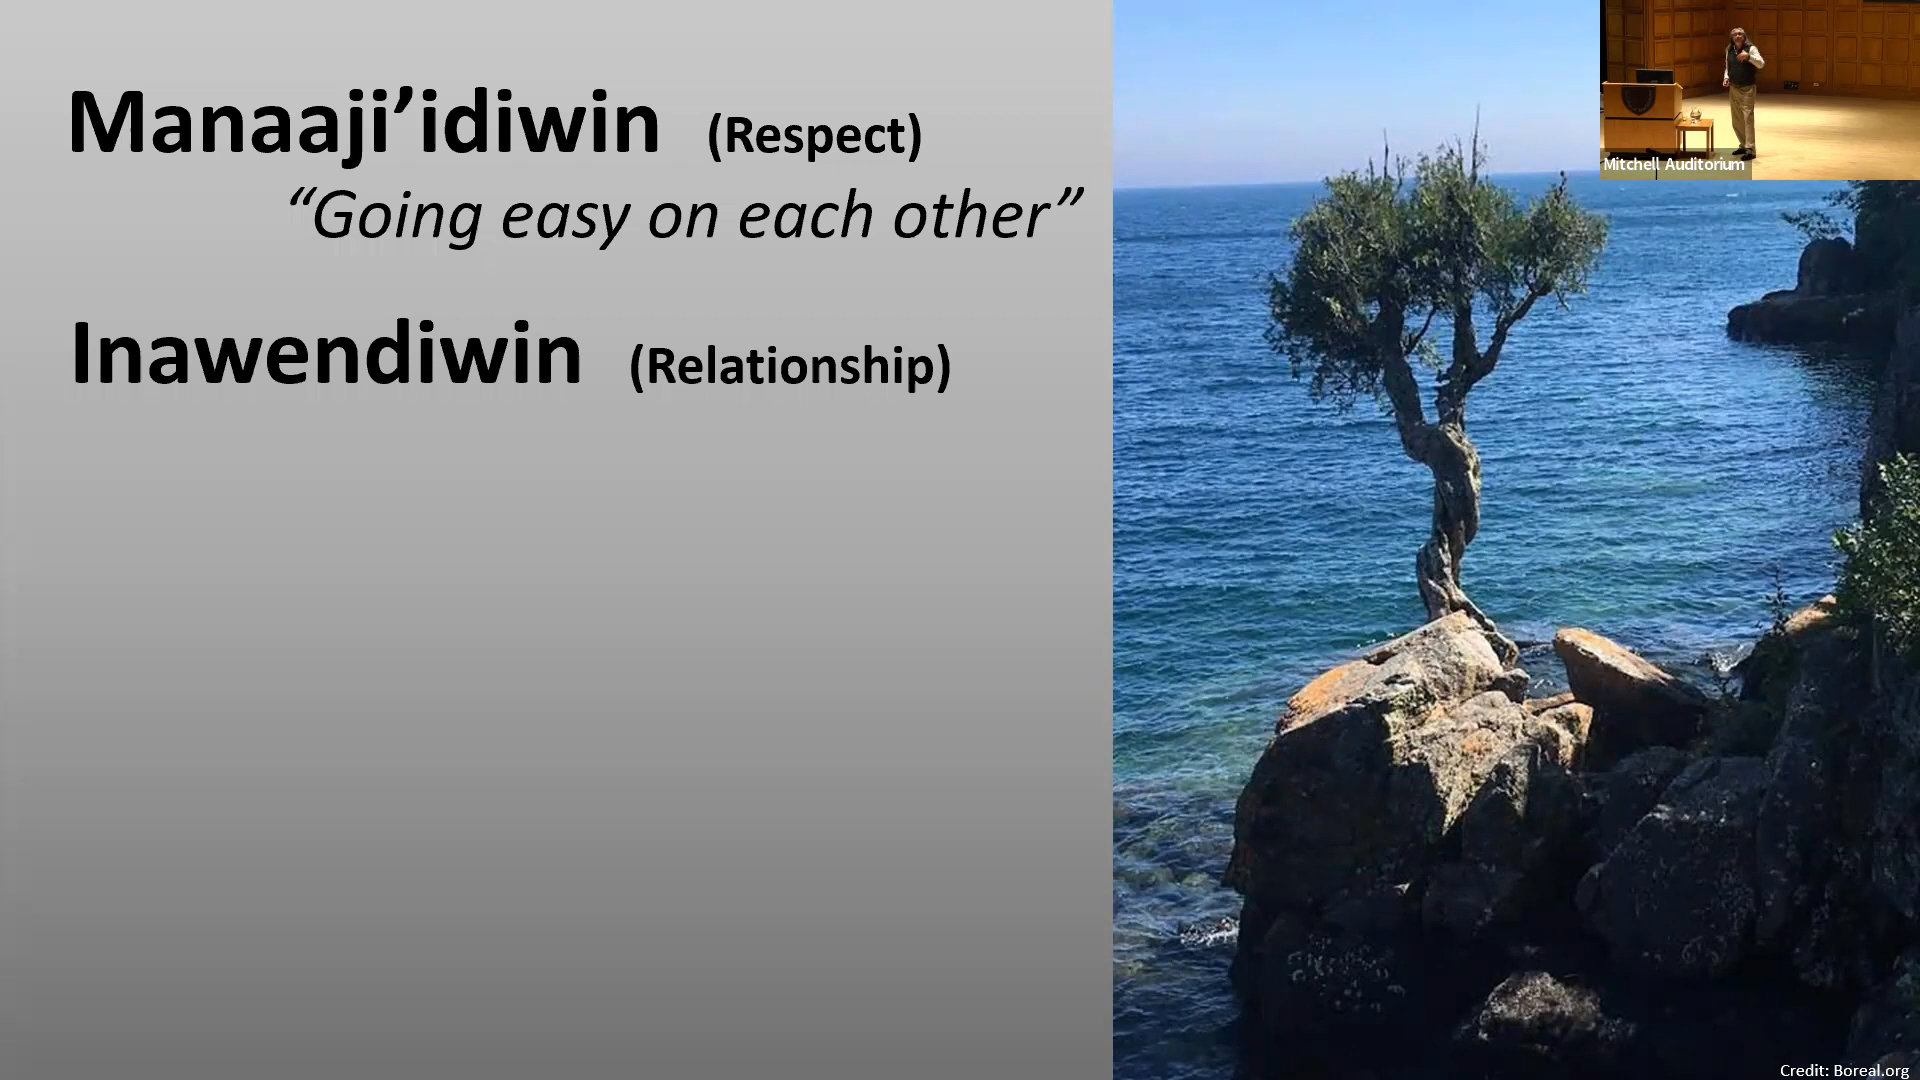 Manaaji’idiwin (Respect)
“Going easy on each other”
Inawendiwin (Relationship)
Mitchell Auditorium
Credit: Boreal.org